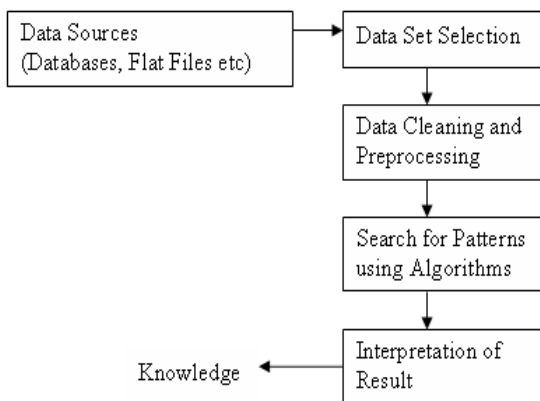 Data Sources
(Databases, Flat Files etc)
Data Set Selection
Data Cleaning and
Preprocessing
Search for Patterns
using Algorithms
Interpretation of
Result
Knowledge